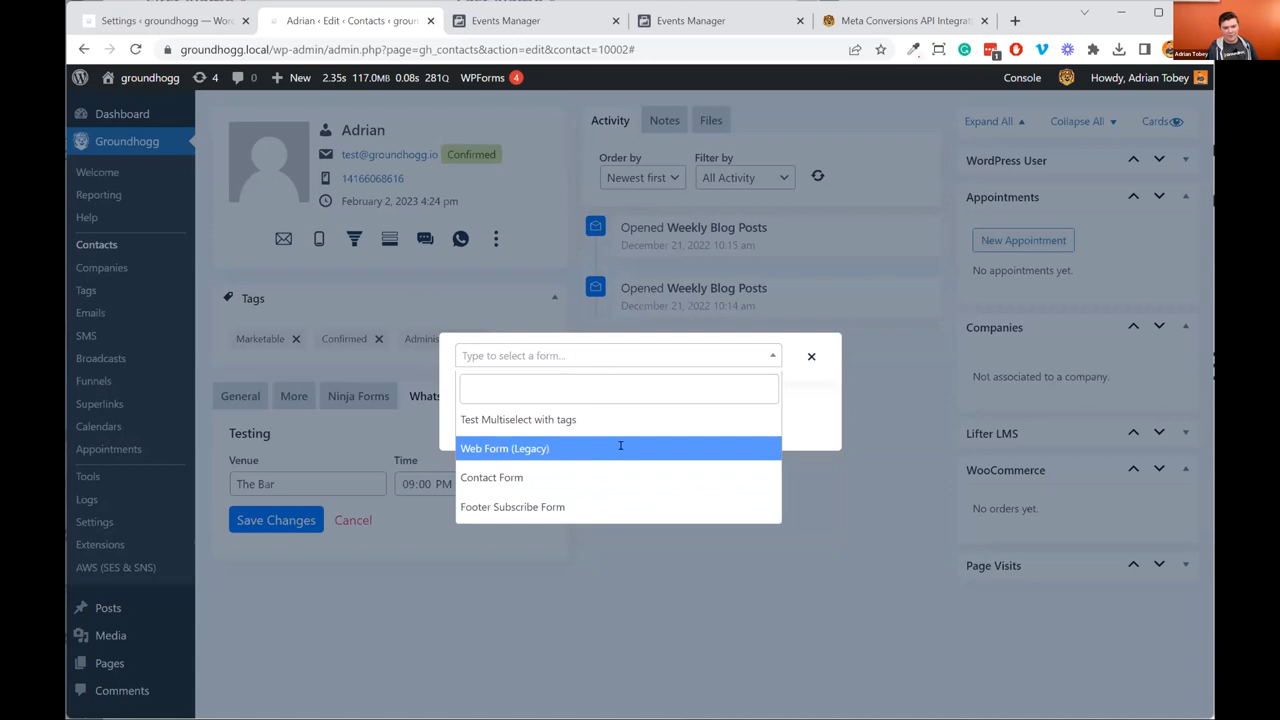 Settings ‹ groundhogg — Wor
Adrian ‹ Edit ‹ Contacts ‹ groun
Events Manager
Events Manager
Meta Conversions API Integrat
groundhogg.local/wp-admin/admin.php?page=gh_contacts&action=edit&contact=10002#
1
Adrian Tobey
groundhogg
4
New
2.35s 117.0MB 0.08s 281Q
WPForms 4
Console
Howdy, Adrian Tobey
Dashboard
Groundhogg
Welcome
Reporting
Help
Contacts
Companies
Tags
Emails
SMS
Broadcasts
Funnels
Superlinks
Calendars
Appointments
Tools
Logs
Settings
Extensions
AWS (SES & SNS)
Posts
Media
Pages
Comments
Adrian
test@groundhogg.io Confirmed
14166068616
February 2, 2023 4:24 pm
Tags
Marketable
Confirmed
Adminis
General
More
Ninja Forms
Whats
Testing
Venue
Time
The Bar
09:00 PM
Save Changes
Cancel
Activity
Notes
Files
Order by
Filter by
Newest first
All Activity
Opened Weekly Blog Posts
December 21, 2022 10:15 am
Opened Weekly Blog Posts
December 21, 2022 10:14 am
Type to select a form...
Test Multiselect with tags
Web Form (Legacy)
Contact Form
Footer Subscribe Form
Expand All
Collapse All
Cards
WordPress User
Appointments
New Appointment
No appointments yet.
Companies
Not associated to a company.
Lifter LMS
WooCommerce
No orders yet.
Page Visits